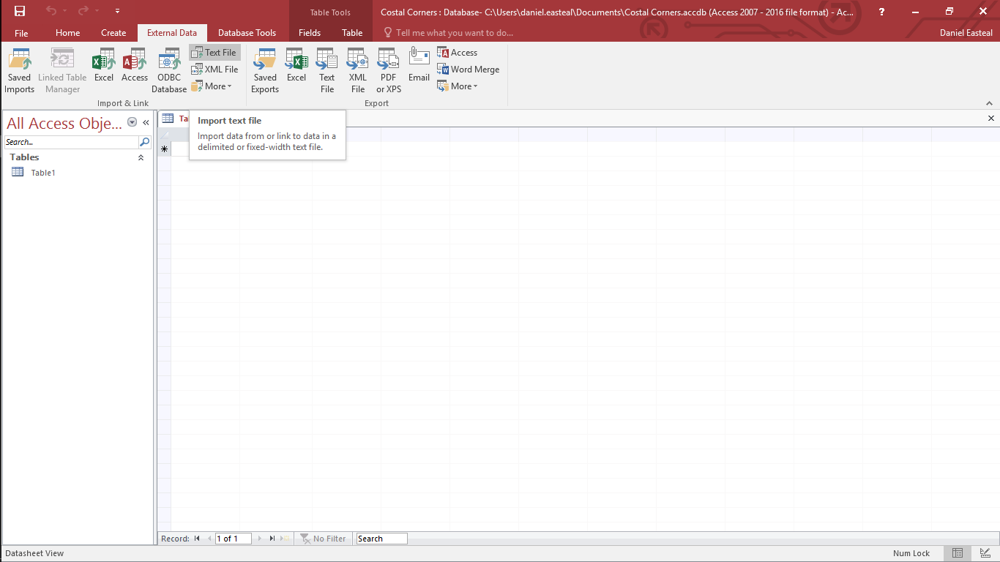 Table Tools
Costal Corners : Database- C:\Users\daniel.easteal\Documents\Costal Corners.accdb (Access 2007 - 2016 file format) - Ac...
?
File
Home
Create
External Data
Database Tools
Fields
Table
Tell me what you want to do...
Daniel Easteal
Saved
Imports
Linked Table
Manager
Excel
Access
ODBC
Database
Text File
XML File
More
Import & Link
Saved
Exports
Excel
Text
File
XML
File
PDF
or XPS
Email
Access
Word Merge
More
Export
All Access Obje...
Search...
Tables
Table1
Ta
Import text file
Import data from or link to data in a
delimited or fixed-width text file.
Record:
1 of 1
No Filter
Search
Datasheet View
Num Lock